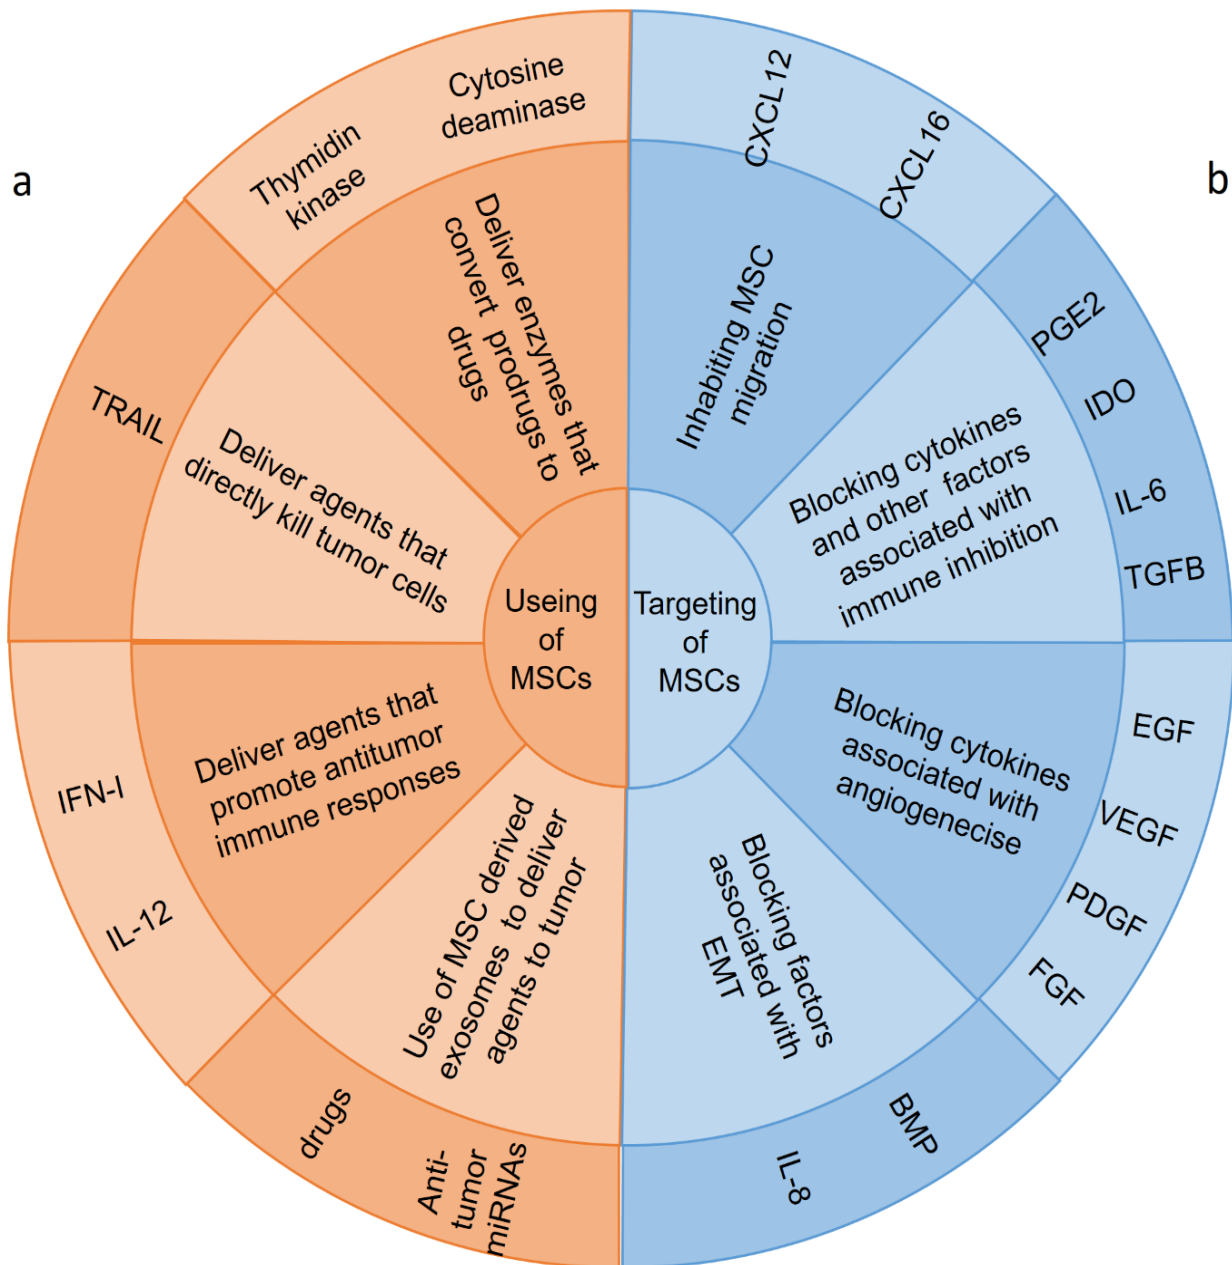 a
Cytosine
deaminase
Thymidin
kinase
Deliver enzymes that
convert prodrugs to
drugs
TRAIL
Deliver agents that
directly kill tumor cells
Useing
of
MSCs
Deliver agents that
promote antitumor
immune responses
IFN-I
IL-12
Use of MSC derived
exosomes to deliver
agents to tumor
drugs
Anti-
tumor
miRNAs
b
CXCL12
CXCL16
Inhabiting MSC
migration
PGE2
IDO
IL-6
TGFB
Blocking cytokines
and other factors
associated with
immune inhibition
Targeting
of
MSCs
Blocking cytokines
associated with
angiogenecise
EGF
VEGF
PDGF
FGF
Blocking factors
associated with
EMT
BMP
IL-8